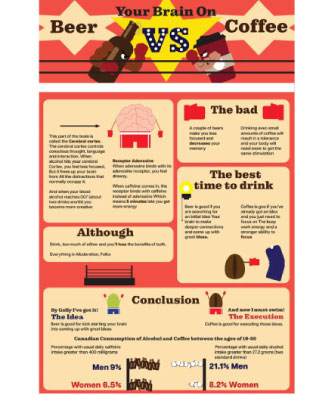 Your Brain On
Beer
VS
Coffee
This part of the brain is
called the Cerebral cortex.
The cerebral cortex controls
conscious thought, language
and interaction. When
alcohol hits your cerebral
Cortex, you feel less focused,
But it frees up your brain
from All the distractions that
normally occupy it.
And when your blood
alcohol reaches 0.07 (about
two drinks worth) you
become more creative
Receptor Adenosine
When adenosine binds with its
adenosine receptor, you feel
drowsy.
When caffeine comes in, the
receptor binds with caffeine
instead of adenosine Which
means 5 minutes late you get
more energy
The bad
A couple of beers
make you less
focused and
decreases your
memory
Drinking even small
amounts of coffee will
result in a tolerance
and your body will
need more to get the
same stimulation
The best
time to drink
Beer is good if you are
searching for an
initial idea Your
brain to make
deeper connections
and come up with
great ideas.
Coffee is good if you've
already got an idea
and you just need to
focus on The keep
work energy and a
stronger ability to
focus
Although
Think, too much of either and you'll lose the benefits of both.
Everything in Moderation, Folks
Conclusion
By Golly I've got it!
The Idea
Beer is good for kick starting your brain
into coming up with great ideas
And now I must swim!
The Execution
Coffee is good for executing those ideas.
Canadian Consumption of Alcohol and Coffee between the ages of 19-30
Percentage with usual daily caffeine
intake greater than 400 milligrams
Percentage with usual daily alcohol
intake greater than 27.2 grams (two
standard drinks)
Men 9%
21.1% Men
Women 6.5%
8.2% Women